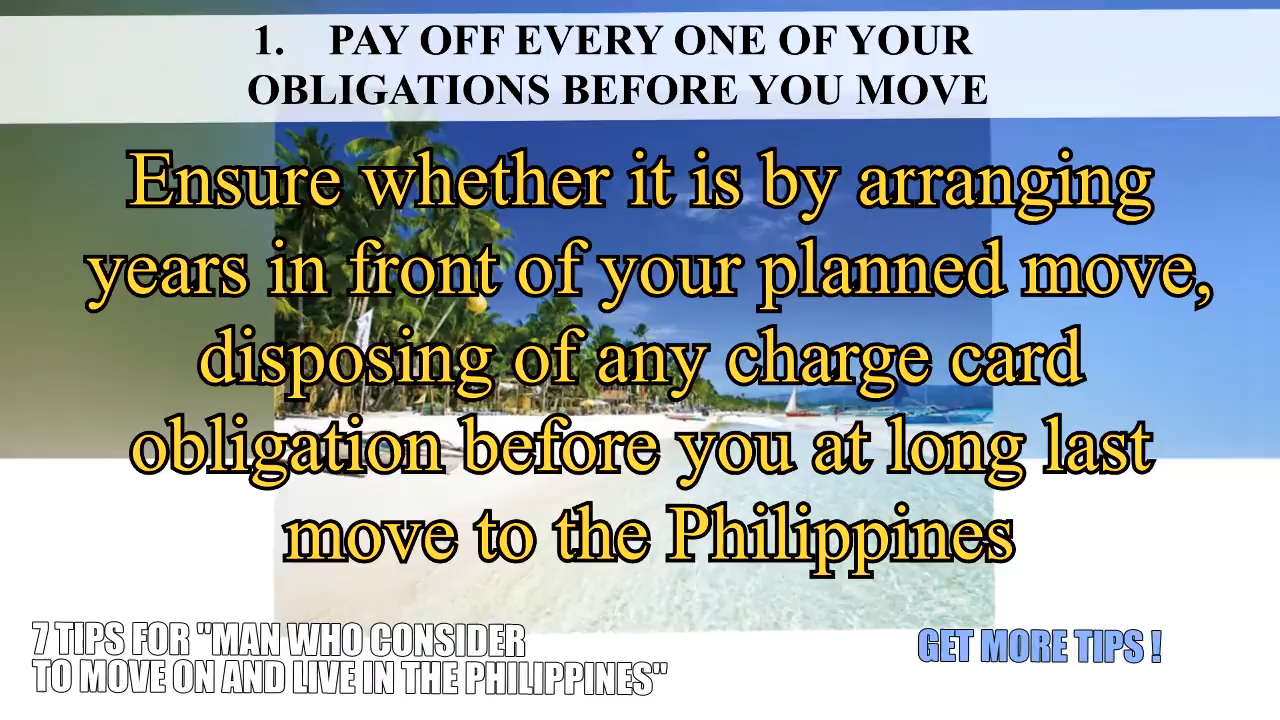 1. PAY OFF EVERY ONE OF YOUR
OBLIGATIONS BEFORE YOU MOVE
Ensure whether it is by arranging
years in front of your planned move,
disposing of any charge card
obligation before you at long last
move to the Philippines
7 TIPS FOR "MAN WHO CONSIDER
TO MOVE ON AND LIVE IN THE PHILIPPINES"
GET MORE TIPS !